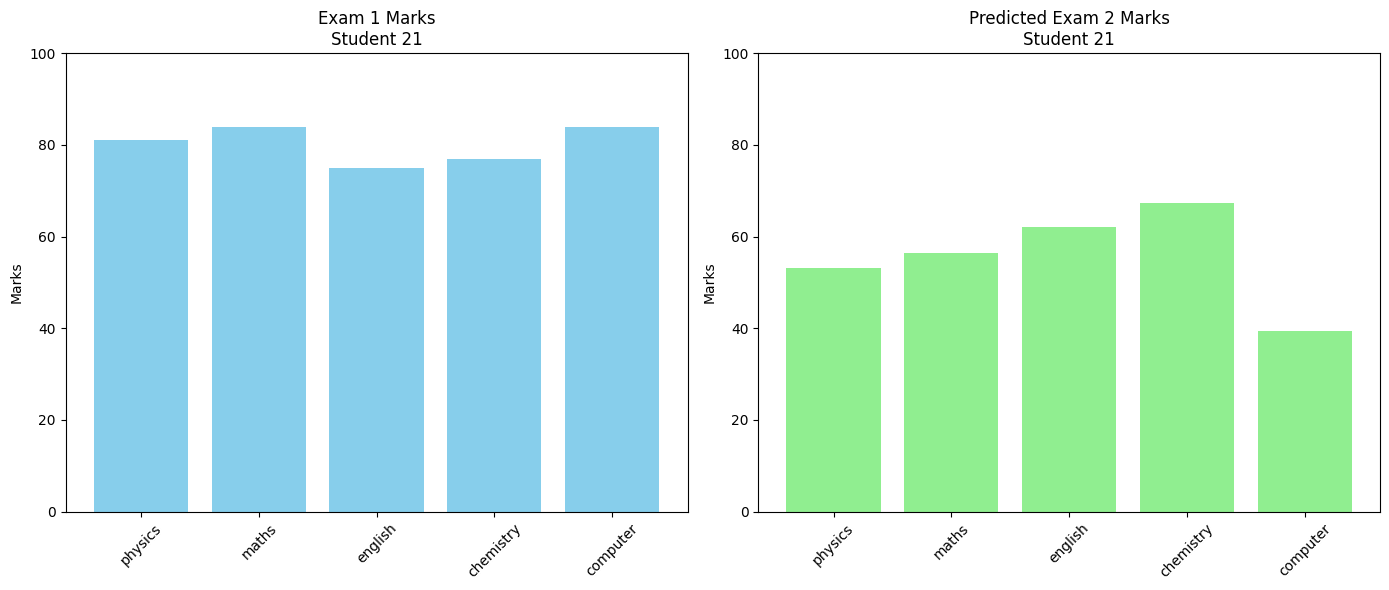 Exam 1 Marks
Student 21
100
80
60
40
20
0
Marks
physics
maths
english
chemistry
computer
Predicted Exam 2 Marks
Student 21
100
80
60
40
20
0
Marks
physics
maths
english
chemistry
computer